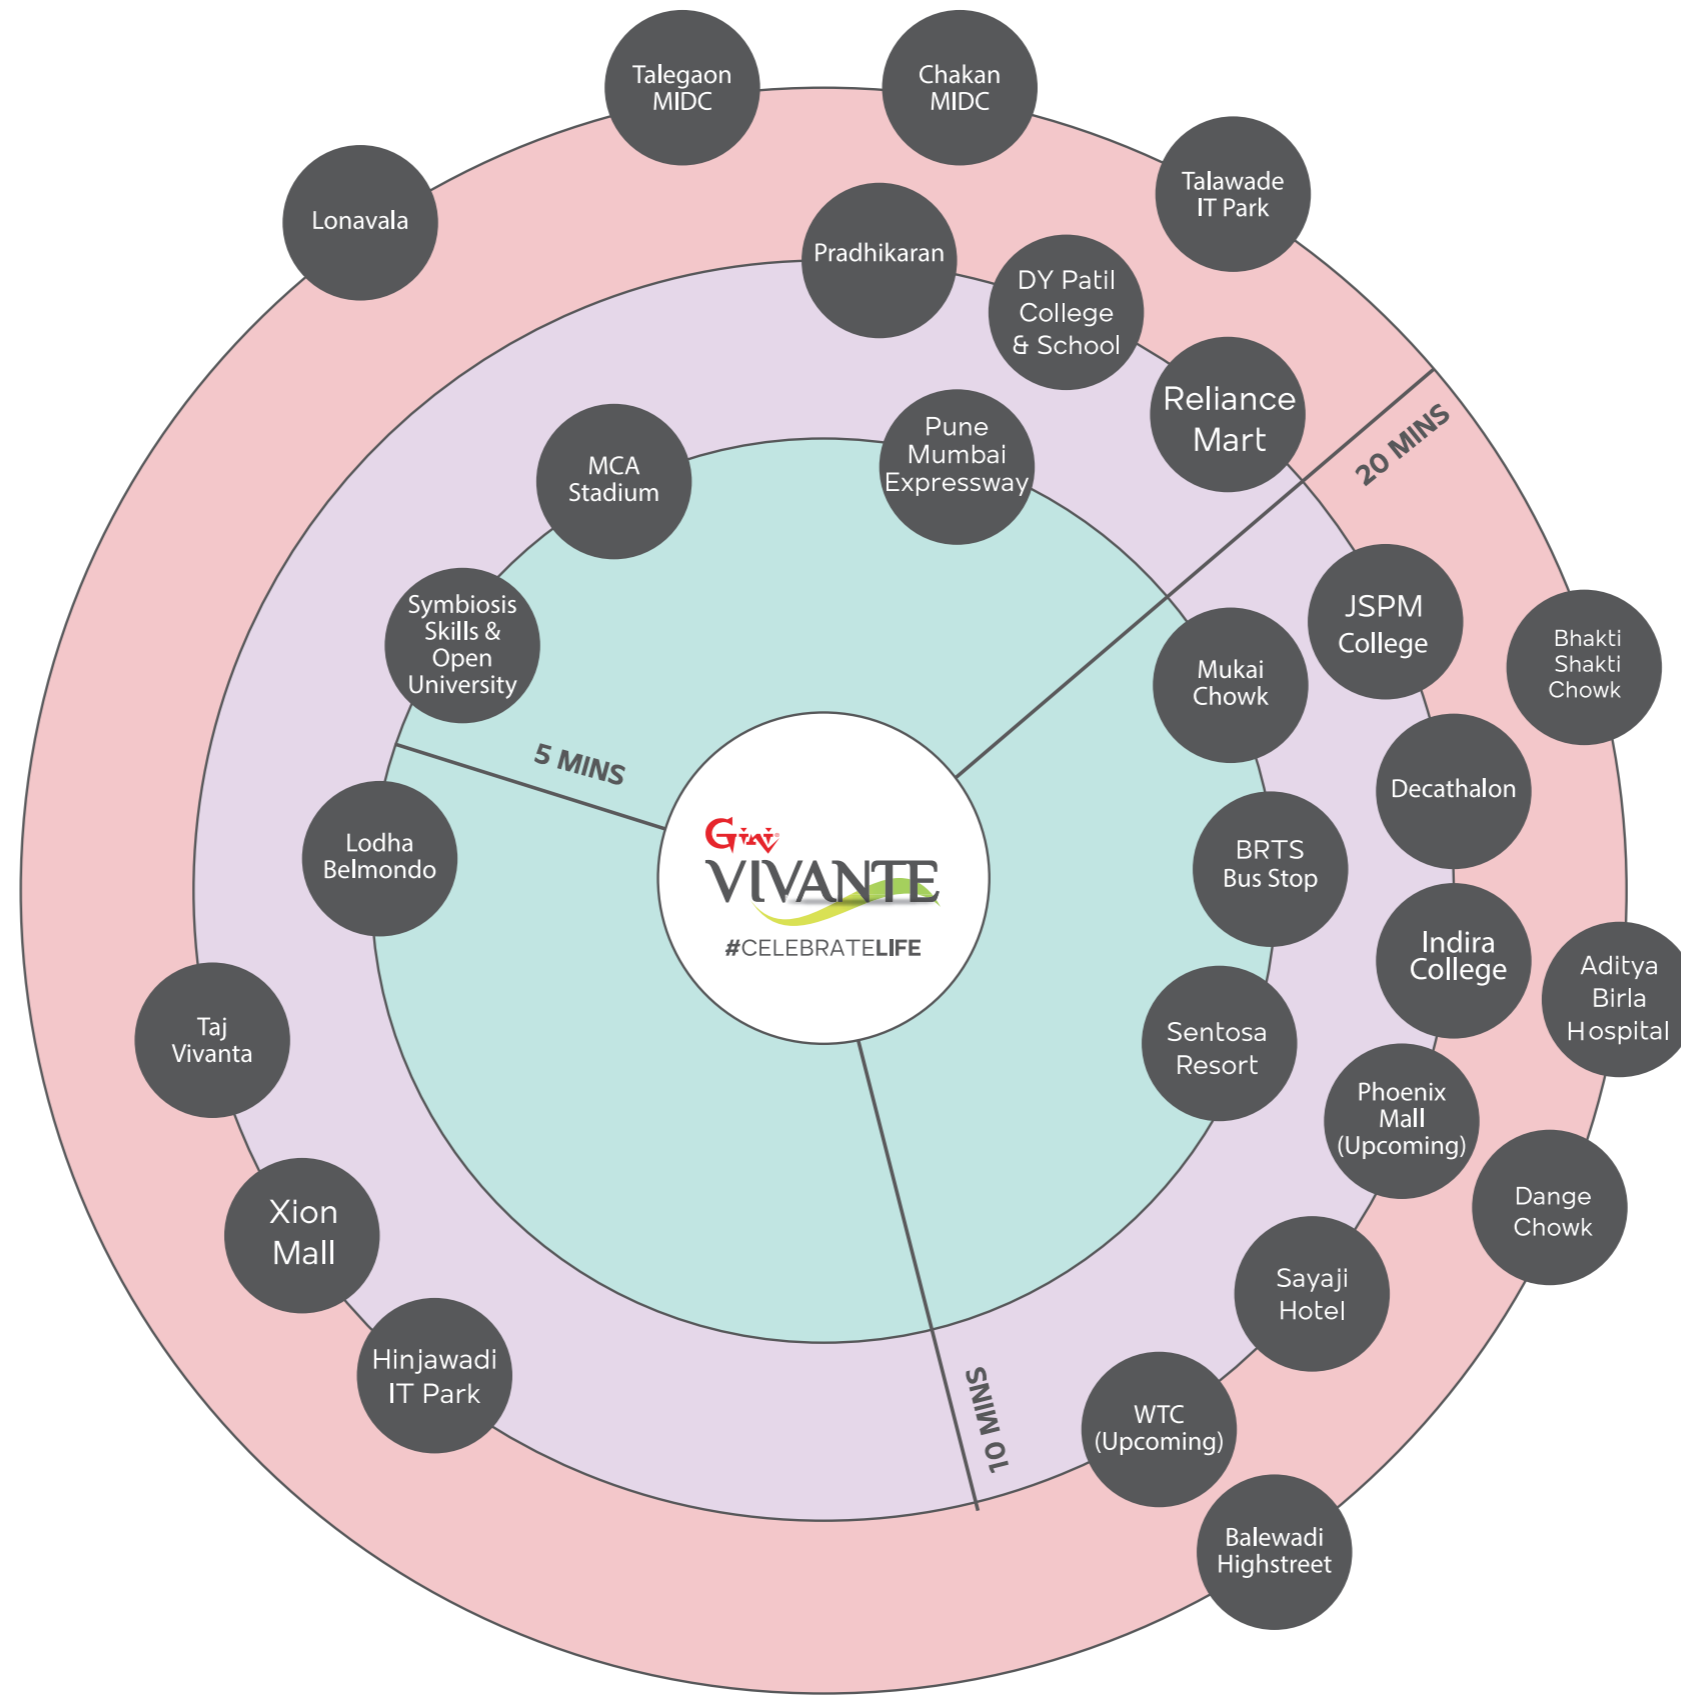 Talegaon
MIDC
Chakan
MIDC
Talawade
IT Park
Lonavala
Pradhikaran
DY Patil
College
& School
Reliance
Mart
20 MINS
Pune
Mumbai
Expressway
MCA
Stadium
Symbiosis
Skills &
Open
University
JSPM
College
Bhakti
Shakti
Chowk
Mukai
Chowk
5 MINS
Decathalon
Lodha
Belmondo
Gini
VIVANTE
#CELEBRATELIFE
BRTS
Bus Stop
Indira
College
Aditya
Birla
Hospital
Taj
Vivanta
Sentosa
Resort
Phoenix
Mall
(Upcoming)
Dange
Chowk
Xion
Mall
Sayaji
Hotel
Hinjawadi
IT Park
10 MINS
WTC
(Upcoming)
Balewadi
Highstreet